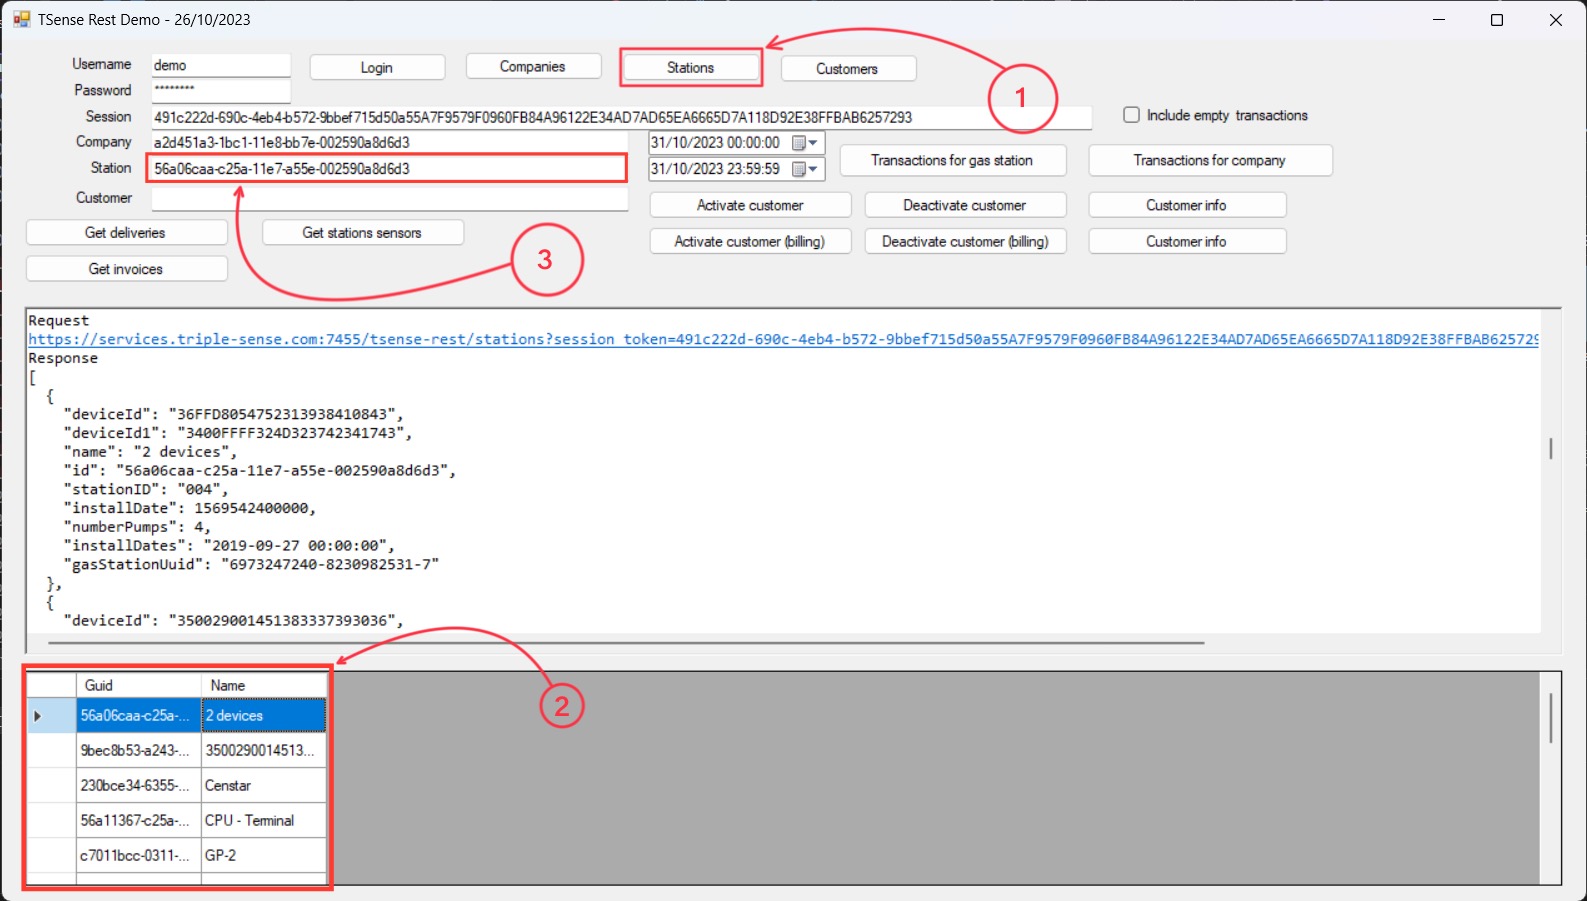 TSense Rest Demo - 26/10/2023
Username demo Login Companies Stations Customers
Password ********
1
Session 491c222d-690c-4eb4-b572-9bbef715d50a55A7F9579F0960FB84A96122E34AD7AD65EA6665D7A118D92E38FFBAB6257293 Include empty transactions
Company a2d451a3-1bc1-11e8-bb7e-002590a8d6d3 31/10/2023 00:00:00
Station 56a06caa-c25a-11e7-a55e-002590a8d6d3 31/10/2023 23:59:59 Transactions for gas station Transactions for company
Customer Activate customer Deactivate customer Customer info
Get deliveries Get stations sensors Activate customer (billing) Deactivate customer (billing) Customer info
3
Get invoices
Request
https://services.triple-sense.com:7455/tsense-rest/stations?session_token=491c222d-690c-4eb4-b572-9bbef715d50a55A7F9579F0960FB84A96122E34AD7AD65EA6665D7A118D92E38FFBAB625729
Response
[
{
"deviceId": "36FFD8054752313938410843",
"deviceId1": "3400FFFF324D323742341743",
"name": "2 devices",
"id": "56a06caa-c25a-11e7-a55e-002590a8d6d3",
"stationID": "004",
"installDate": 1569542400000,
"numberPumps": 4,
"installDates": "2019-09-27 00:00:00",
"gasStationUuid": "6973247240-8230982531-7"
},
{
"deviceId": "350029001451383337393036",
2
Guid Name
56a06caa-c25a-... 2 devices
9bec8b53-a243-... 3500290014513...
230bce34-6355-... Censtar
56a11367-c25a-... CPU - Terminal
c7011bcc-0311-... GP-2